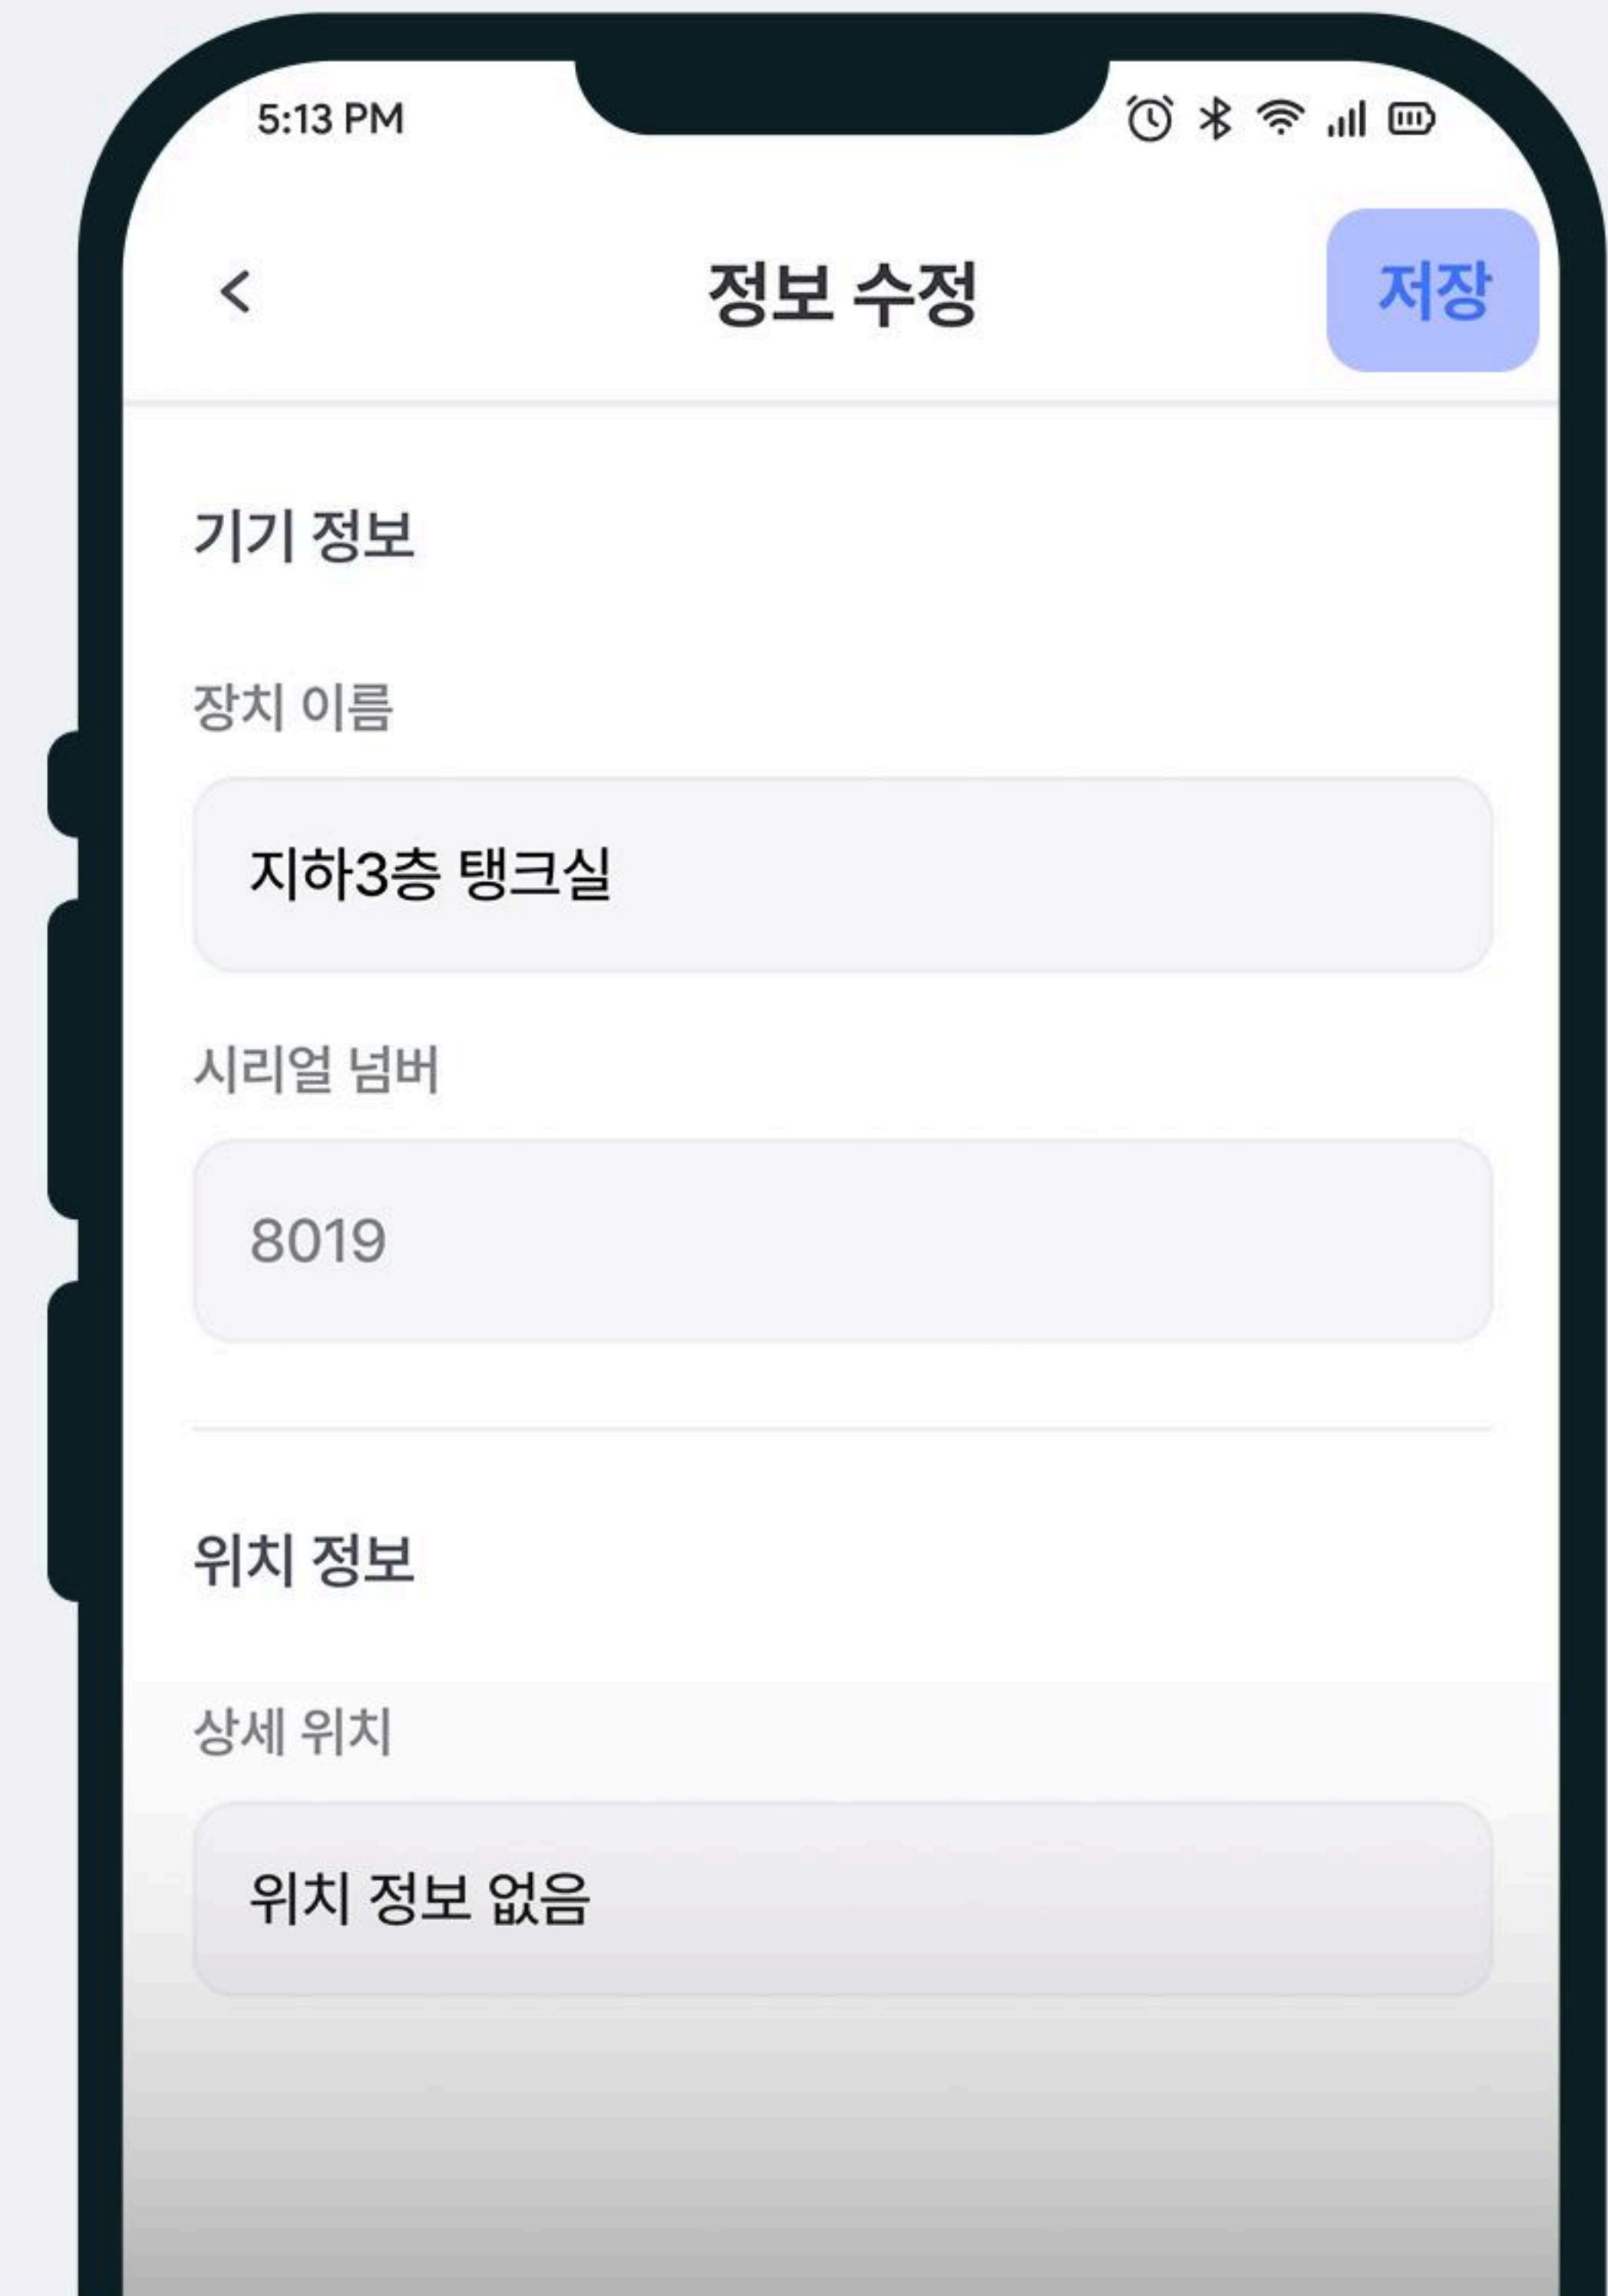 5:13 PM
정보 수정
저장
기기 정보
장치 이름
지하3층 탱크실
시리얼 넘버
8019
위치 정보
상세 위치
위치 정보 없음